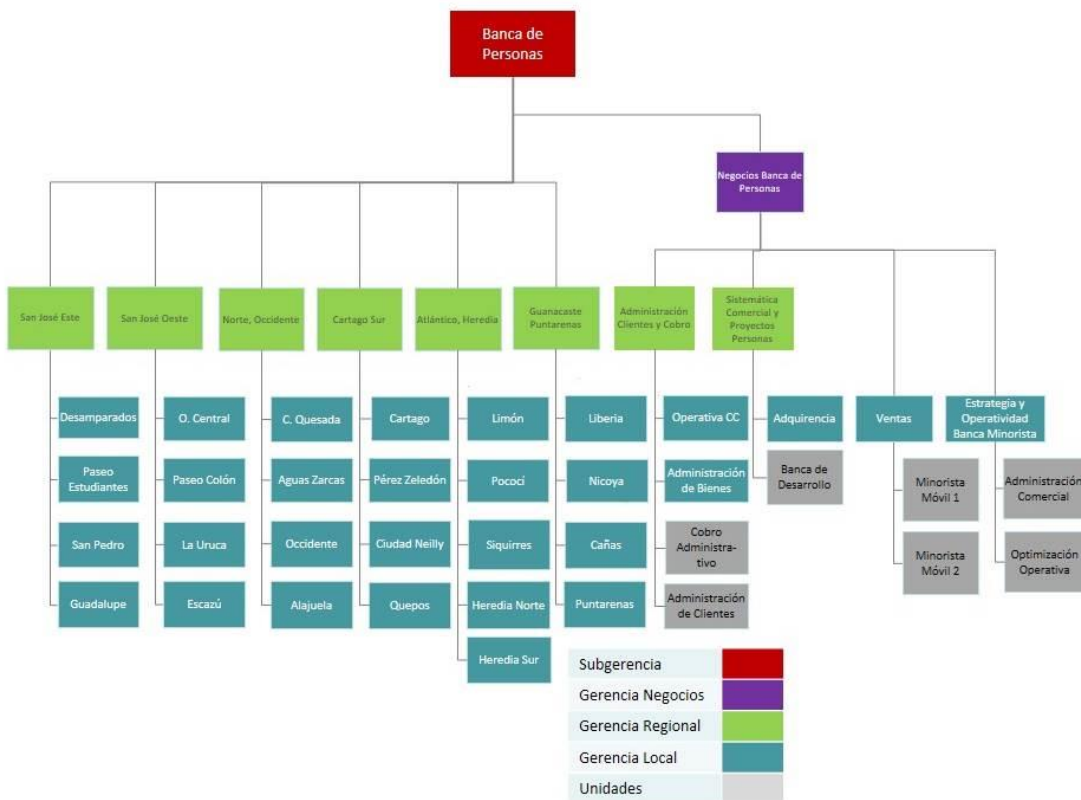 Banca de
Personas
Negocios Banca de
Personas
San José Este
San José Oeste
Norte, Occidente
Cartago Sur
Atlántico, Heredia
Guanacaste
Puntarenas
Administración
Clientes y Cobro
Sistemática
Comercial y
Proyectos
Personas
Desamparados
O. Central
C. Quesada
Cartago
Limón
Liberia
Operativa CC
Adquirencia
Ventas
Estrategia y
Operatividad
Banca Minorista
Paseo
Estudiantes
Paseo Colón
Aguas Zarcas
Pérez Zeledón
Pococí
Nicoya
Administración
de Bienes
Banca de
Desarrollo
Minorista
Móvil 1
Administración
Comercial
San Pedro
La Uruca
Occidente
Ciudad Neilly
Siquirres
Cañas
Cobro
Administra-
tivo
Minorista
Móvil 2
Optimización
Operativa
Guadalupe
Escazú
Alajuela
Quepos
Heredia Norte
Puntarenas
Administración
de Clientes
Heredia Sur
Subgerencia
Gerencia Negocios
Gerencia Regional
Gerencia Local
Unidades